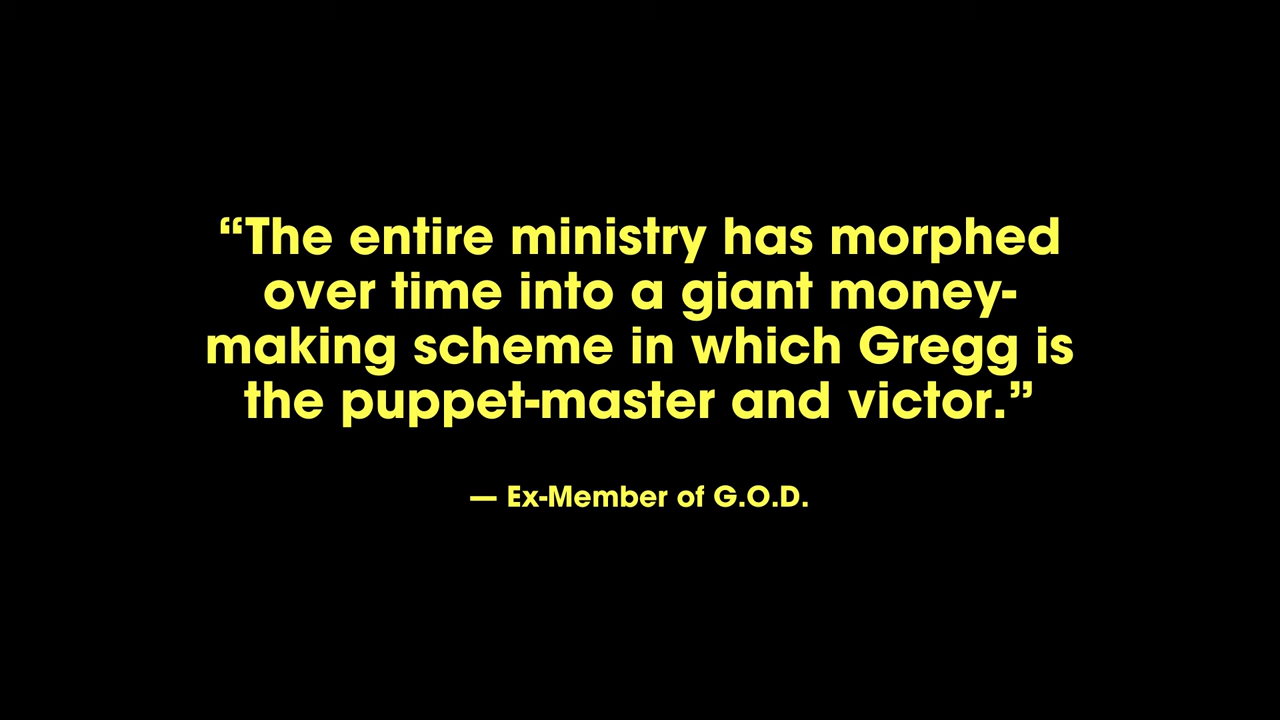 “The entire ministry has morphed
over time into a giant money-
making scheme in which Gregg is
the puppet-master and victor.”
— Ex-Member of G.O.D.